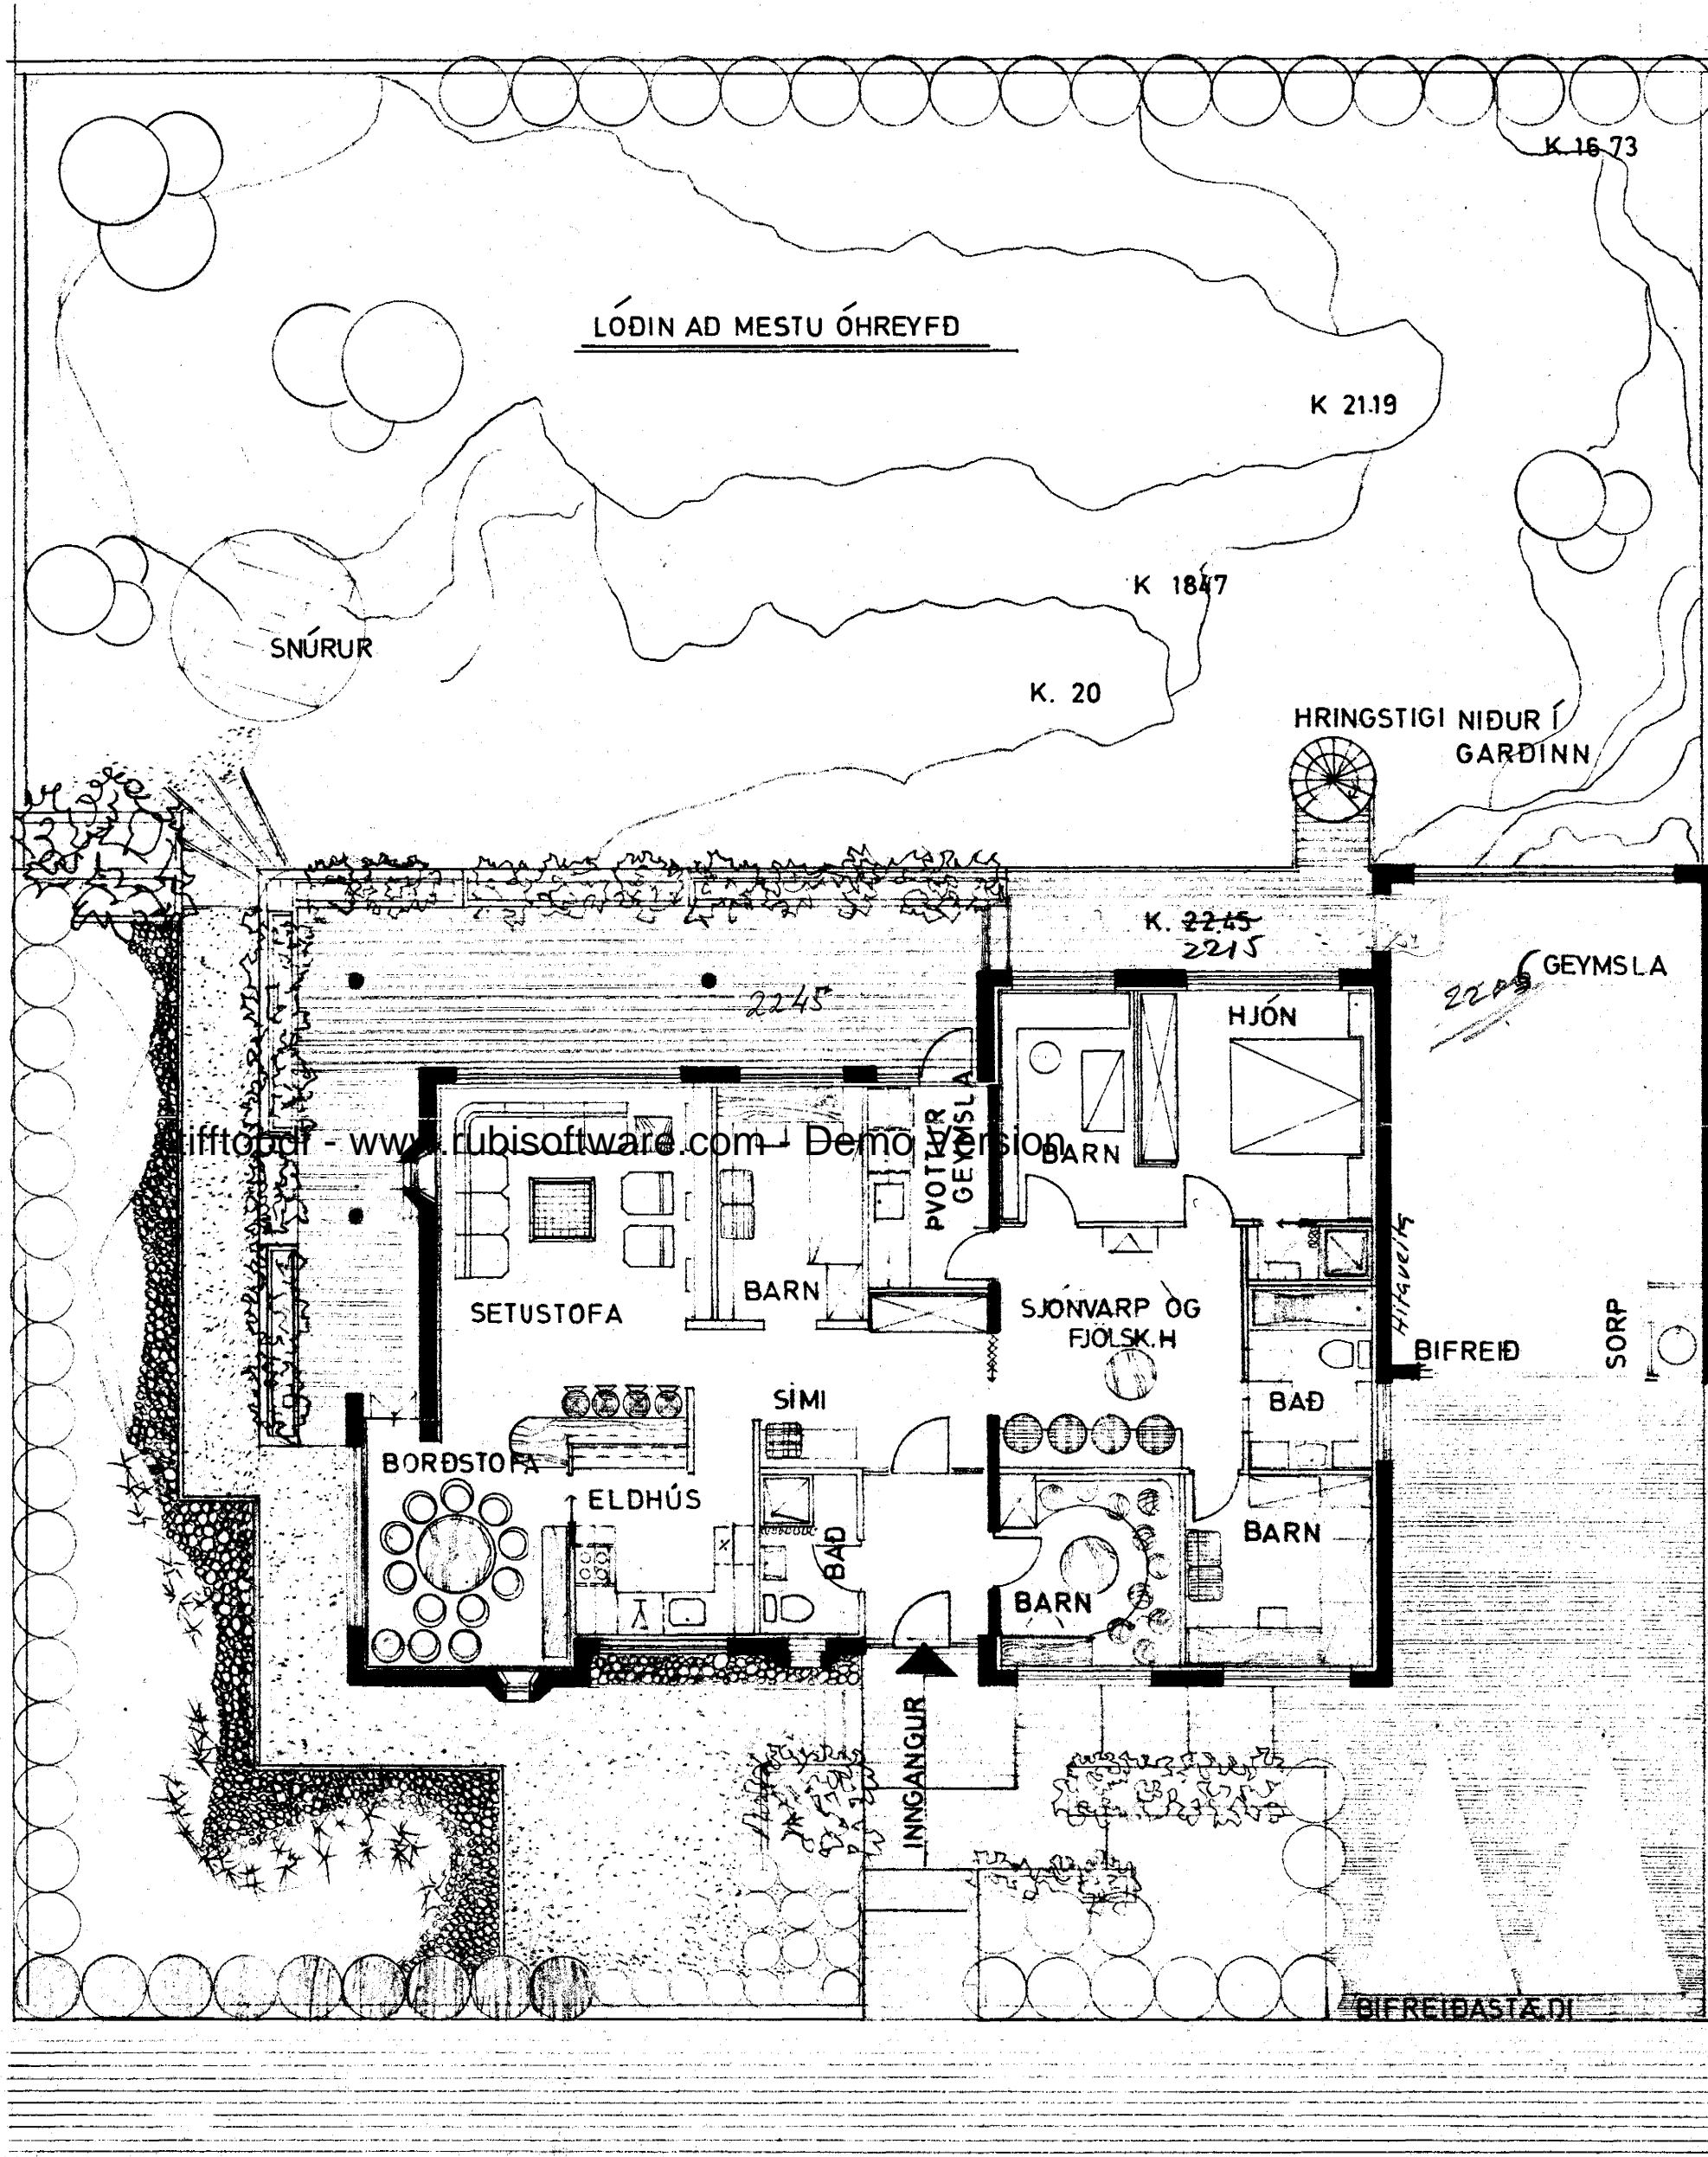 K.16 73
LÓÐIN AÐ MESTU ÓHREYFÐ
K 21.19
K 1847
SNÚRUR
K. 20
HRINGSTIGI NIÐUR Í
GARÐINN
K. 22.45
2215
GEYMSLA
2245
HJÓN
tifftopdf - www.rubisoftware.com - Demo Version
ÞVOTTUR
GEYMSLA
BARN
SETUSTOFA
BARN
SJÓNVARP OG
FJÖLSK.H
Hitaveita
BIFREIÐ
SORP
SÍMI
BAÐ
BORÐSTOFA
ELDHÚS
BAÐ
BARN
BARN
INNGANGUR
BIFREIÐASTÆÐI